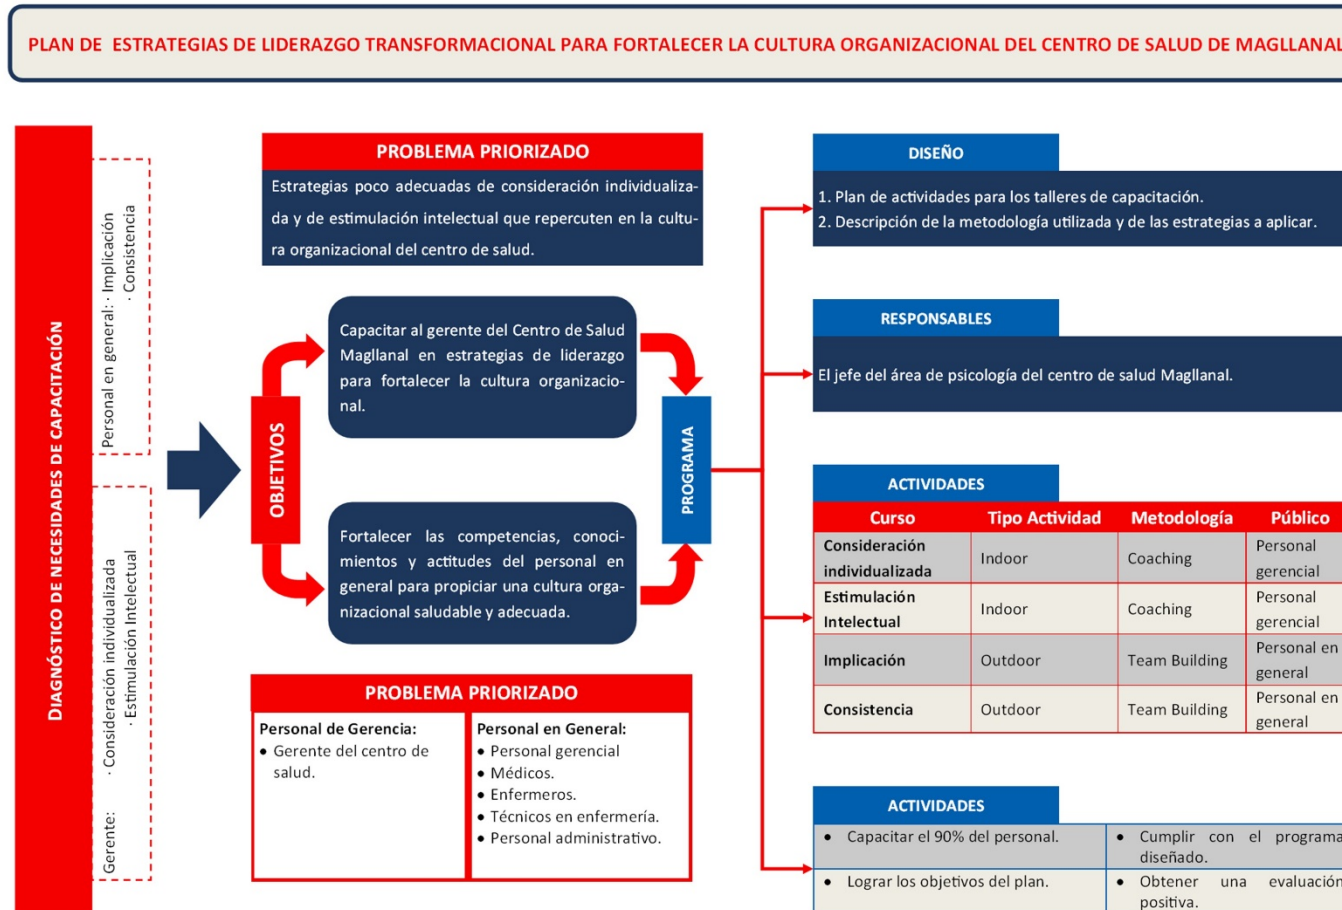 PLAN DE ESTRATEGIAS DE LIDERAZGO TRANSFORMACIONAL PARA FORTALECER LA CULTURA ORGANIZACIONAL DEL CENTRO DE SALUD DE MAGLLANAL
DIAGNÓSTICO DE NECESIDADES DE CAPACITACIÓN
Personal en general: · Implicación
· Consistencia
Gerente: · Consideración individualizada
· Estimulación Intelectual
PROBLEMA PRIORIZADO
Estrategias poco adecuadas de consideración individualiza-
da y de estimulación intelectual que repercuten en la cultu-
ra organizacional del centro de salud.
OBJETIVOS
Capacitar al gerente del Centro de Salud
Magllanal en estrategias de liderazgo
para fortalecer la cultura organizacio-
nal.
Fortalecer las competencias, conoci-
mientos y actitudes del personal en
general para propiciar una cultura orga-
nizacional saludable y adecuada.
PROGRAMA
PROBLEMA PRIORIZADO
Personal de Gerencia:
• Gerente del centro de
salud.
Personal en General:
• Personal gerencial
• Médicos.
• Enfermeros.
• Técnicos en enfermería.
• Personal administrativo.
DISEÑO
1. Plan de actividades para los talleres de capacitación.
2. Descripción de la metodología utilizada y de las estrategias a aplicar.
RESPONSABLES
El jefe del área de psicología del centro de salud Magllanal.
ACTIVIDADES
Curso Tipo Actividad Metodología Público
Consideración
individualizada Indoor Coaching Personal
gerencial
Estimulación
Intelectual Indoor Coaching Personal
gerencial
Implicación Outdoor Team Building Personal en
general
Consistencia Outdoor Team Building Personal en
general
ACTIVIDADES
• Capacitar el 90% del personal.
• Cumplir con el programa
diseñado.
• Lograr los objetivos del plan.
• Obtener una evaluación
positiva.